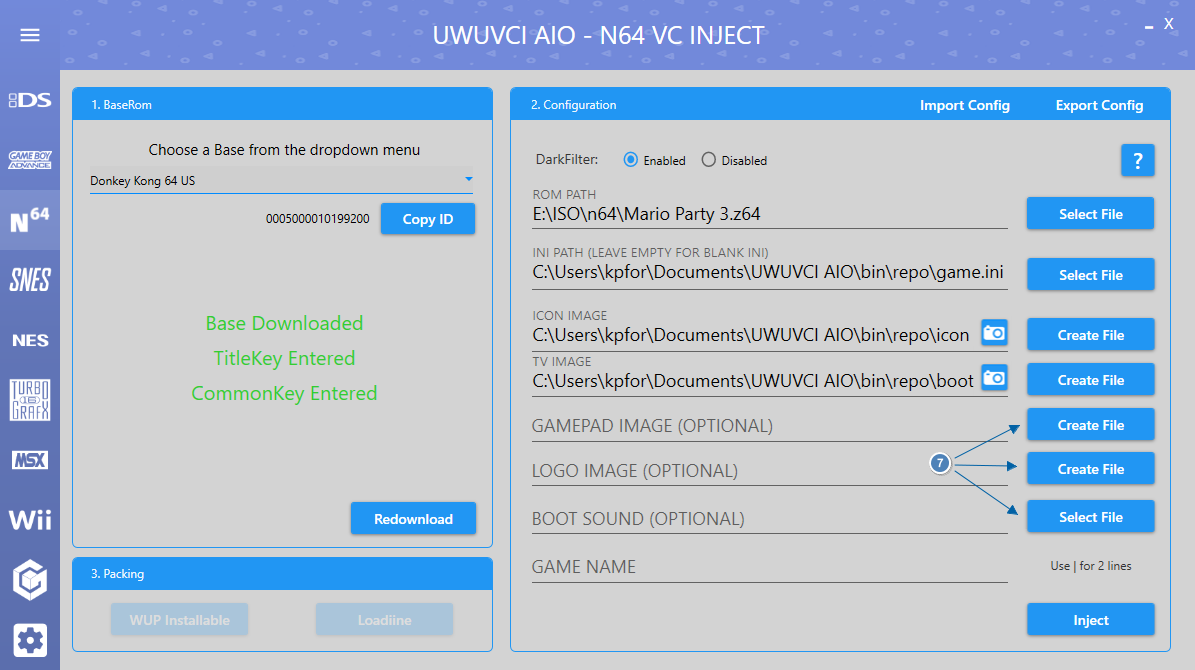 UWUVCI AIO - N64 VC INJECT
X
DS
GAME BOY
ADVANCE
N64
SNES
NES
TURBO
GRAFX
MSX
Wii
1. BaseRom
Choose a Base from the dropdown menu
Donkey Kong 64 US
0005000010199200
Copy ID
Base Downloaded
TitleKey Entered
CommonKey Entered
Redownload
3. Packing
WUP Installable
Loadiine
2. Configuration
Import Config
Export Config
DarkFilter:
Enabled
Disabled
?
ROM PATH
E:\ISO\n64\Mario Party 3.z64
Select File
INI PATH (LEAVE EMPTY FOR BLANK INI)
C:\Users\kpfor\Documents\UWUVCI AIO\bin\repo\game.ini
Select File
ICON IMAGE
C:\Users\kpfor\Documents\UWUVCI AIO\bin\repo\icon
Create File
TV IMAGE
C:\Users\kpfor\Documents\UWUVCI AIO\bin\repo\boot
Create File
GAMEPAD IMAGE (OPTIONAL)
Create File
7
LOGO IMAGE (OPTIONAL)
Create File
BOOT SOUND (OPTIONAL)
Select File
GAME NAME
Use | for 2 lines
Inject